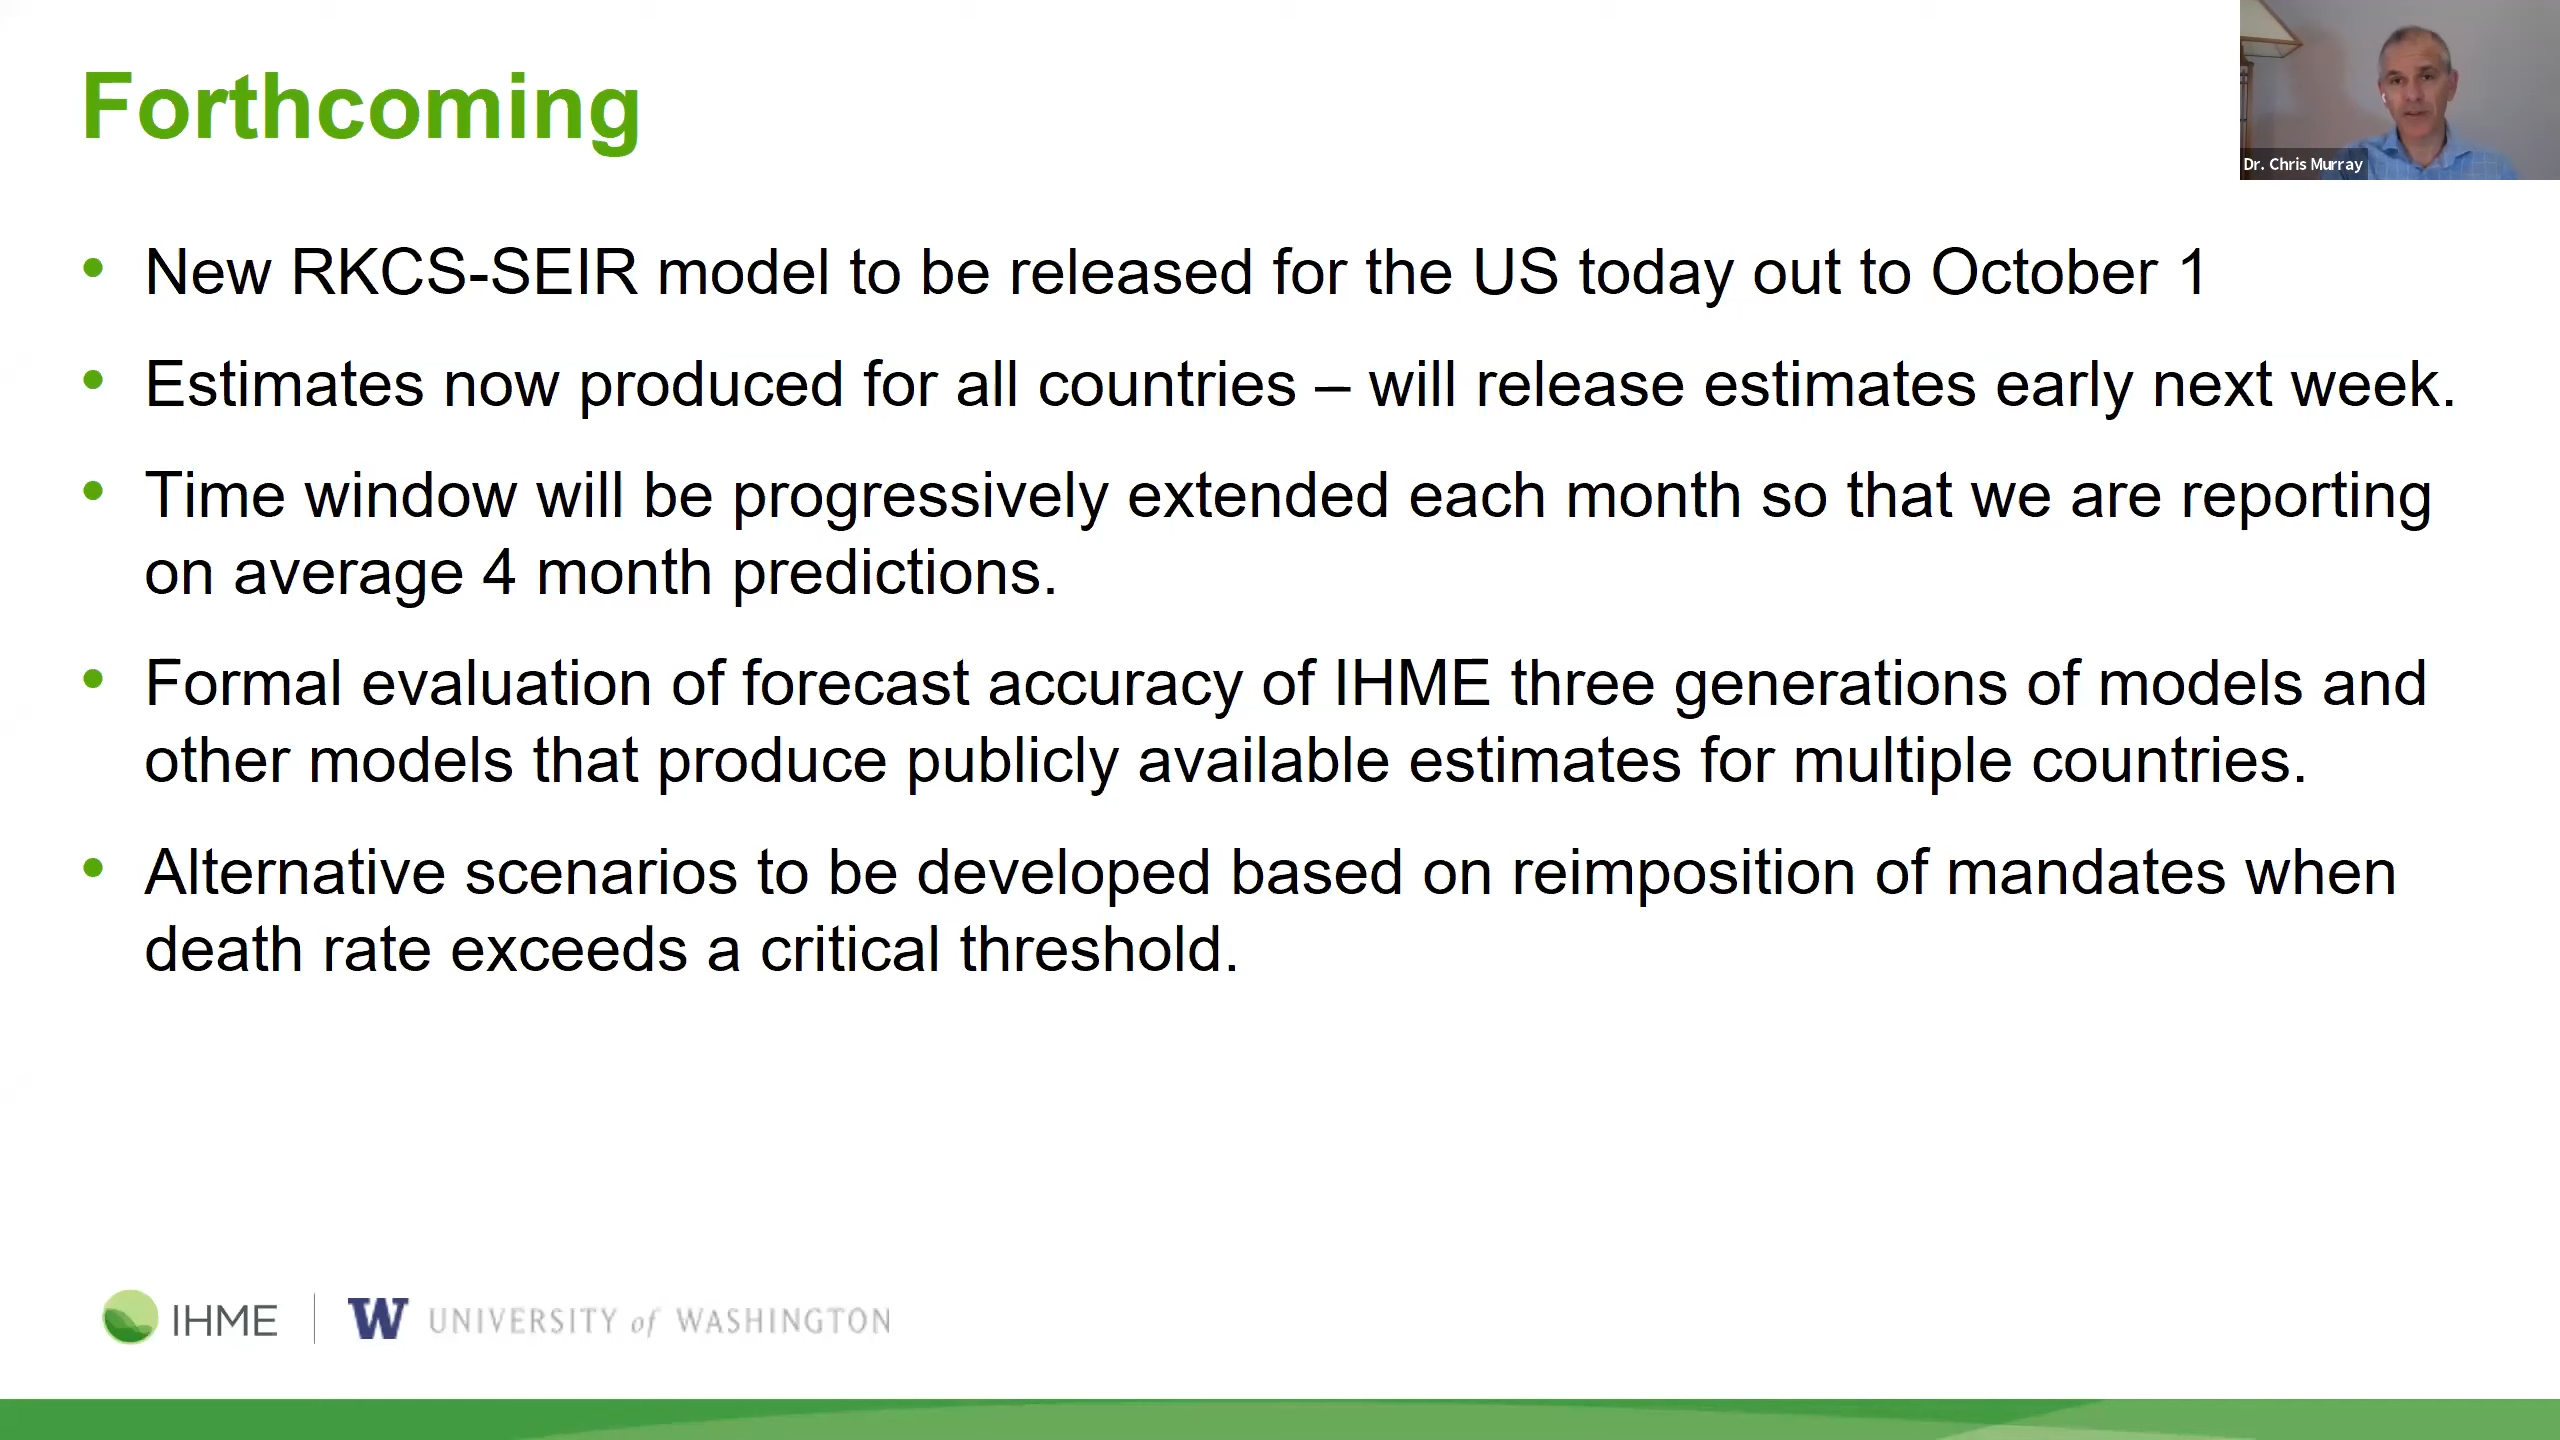 Forthcoming
Dr. Chris Murray
• New RKCS-SEIR model to be released for the US today out to October 1
• Estimates now produced for all countries – will release estimates early next week.
• Time window will be progressively extended each month so that we are reporting
on average 4 month predictions.
• Formal evaluation of forecast accuracy of IHME three generations of models and
other models that produce publicly available estimates for multiple countries.
• Alternative scenarios to be developed based on reimposition of mandates when
death rate exceeds a critical threshold.
IHME | W UNIVERSITY of WASHINGTON